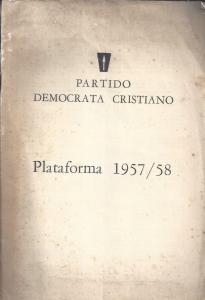 PARTIDO
DEMOCRATA CRISTIANO
Plataforma 1957/58